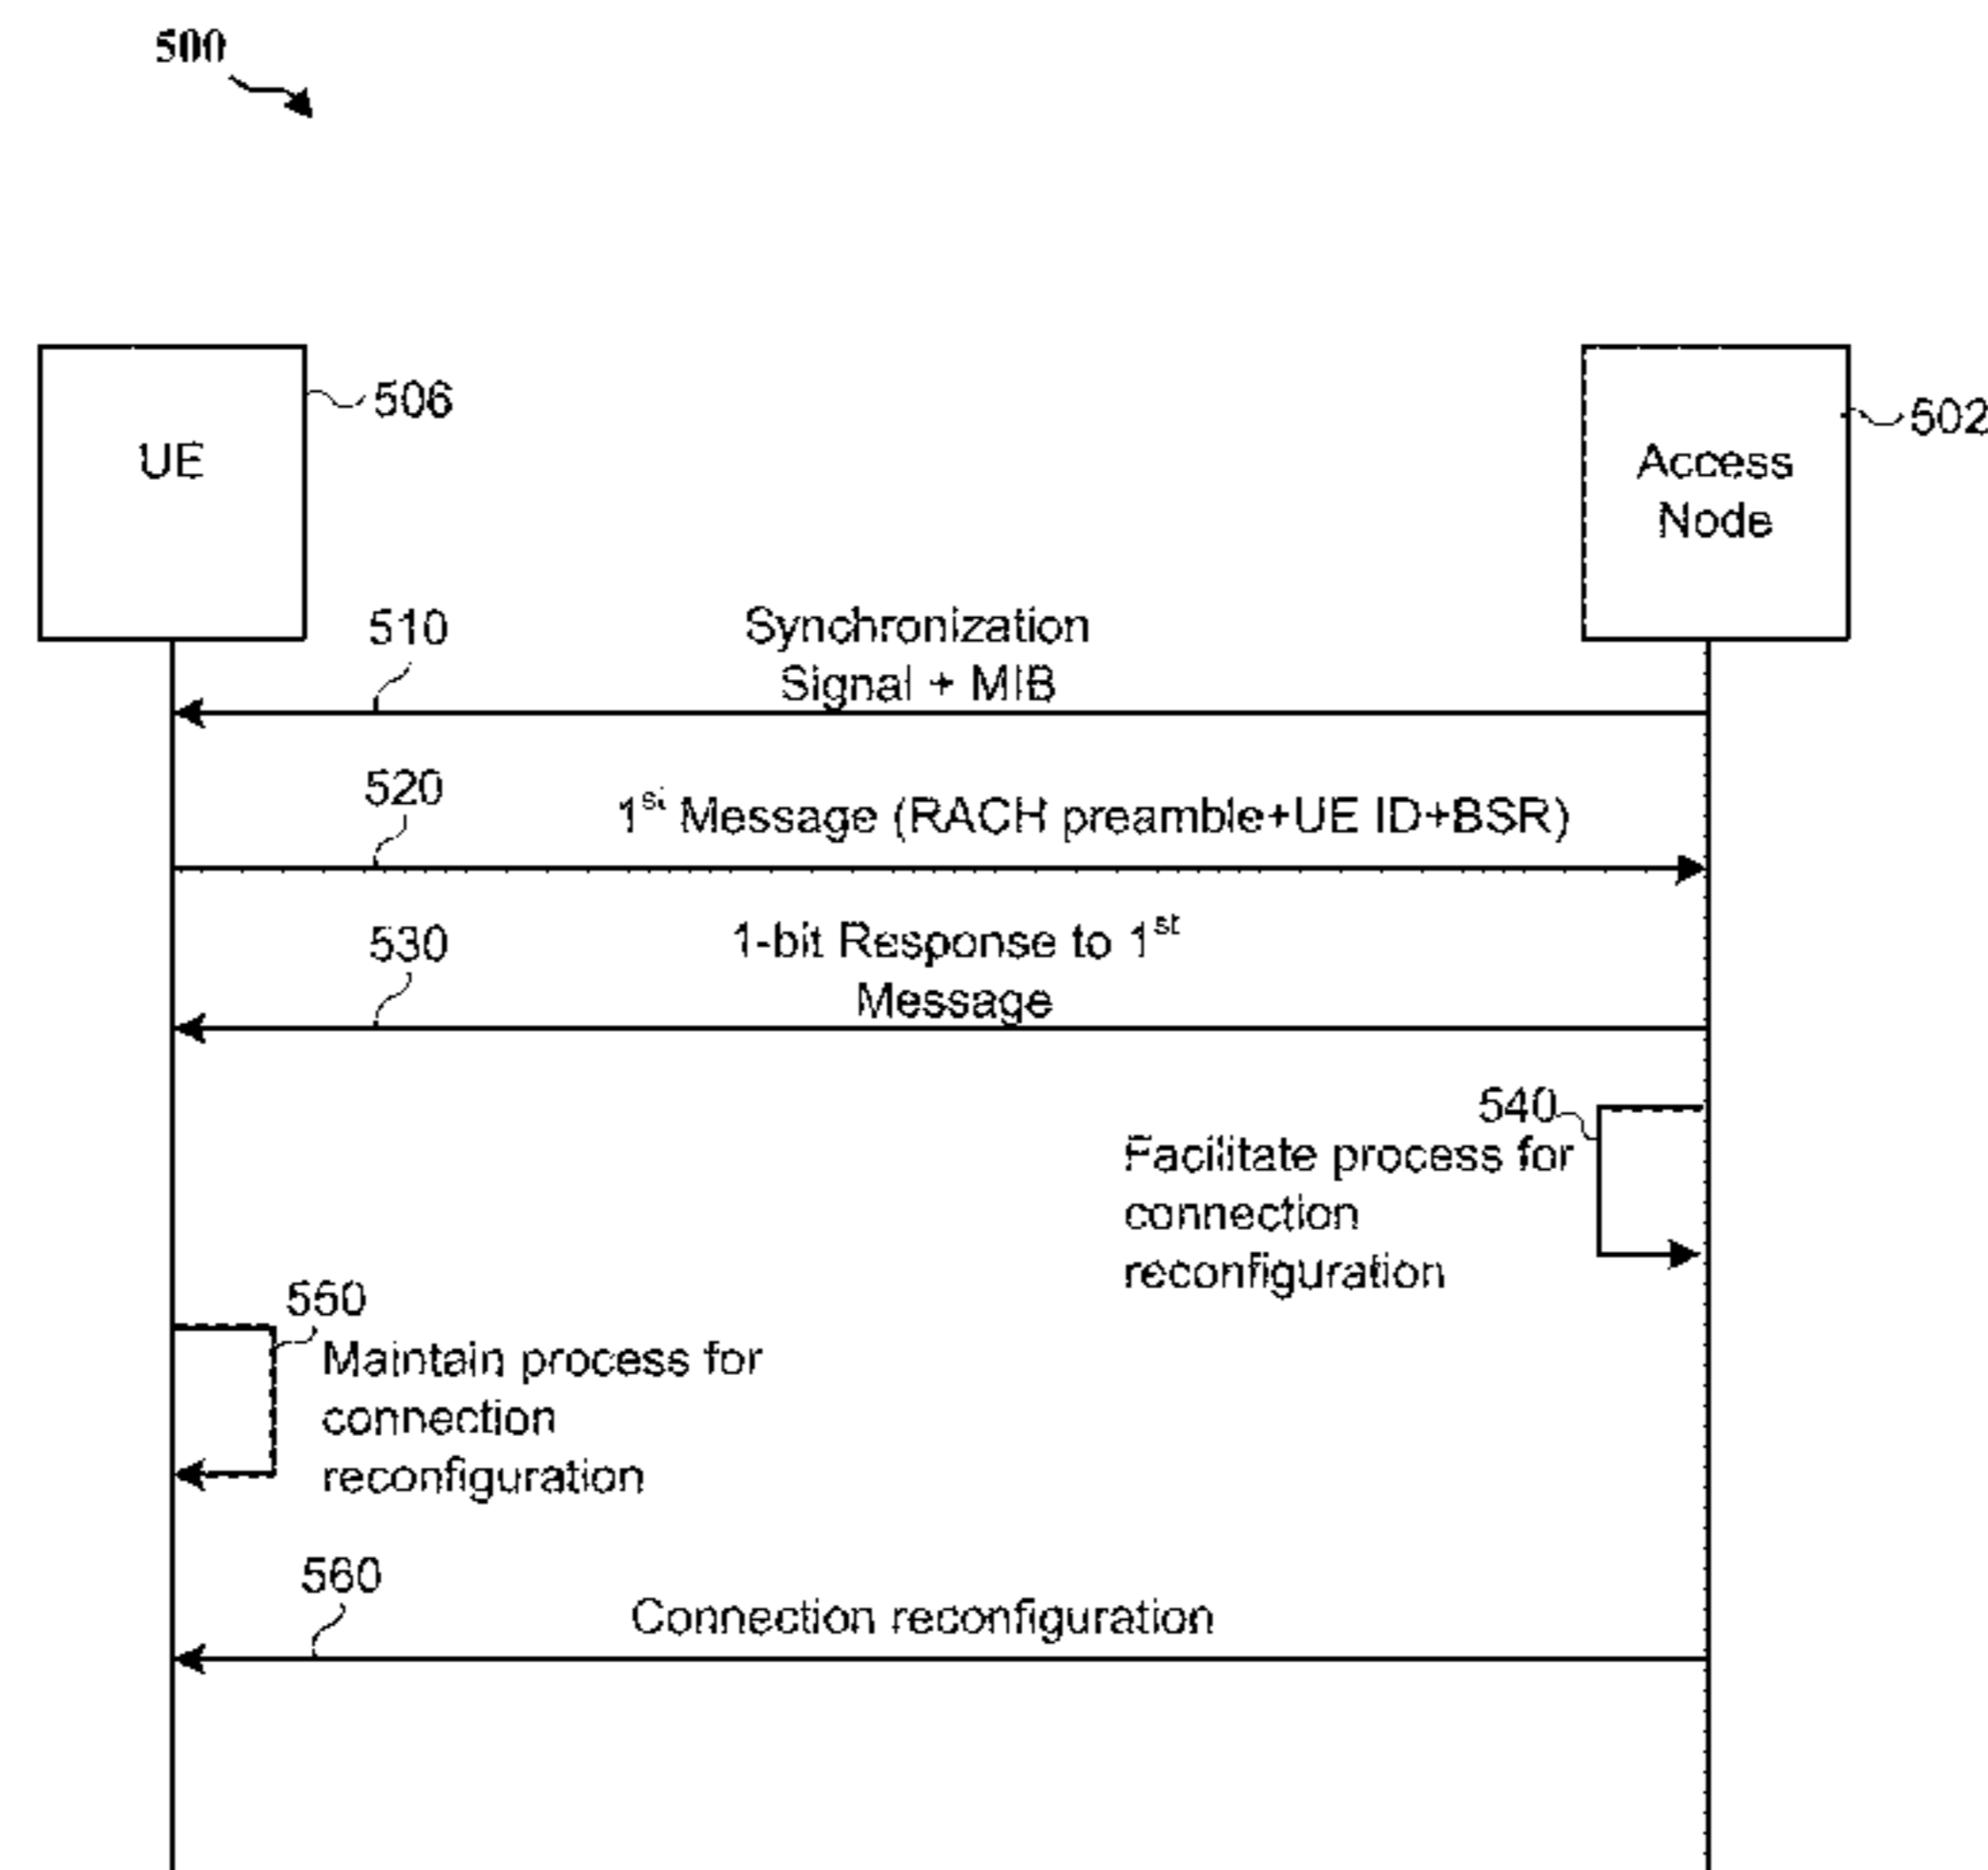 500
506
UE
502
Access
Node
510
Synchronization
Signal + MIB
520
1st Message (RACH preamble+UE ID+BSR)
530
1-bit Response to 1st
Message
540
Facilitate process for
connection
reconfiguration
550
Maintain process for
connection
reconfiguration
560
Connection reconfiguration